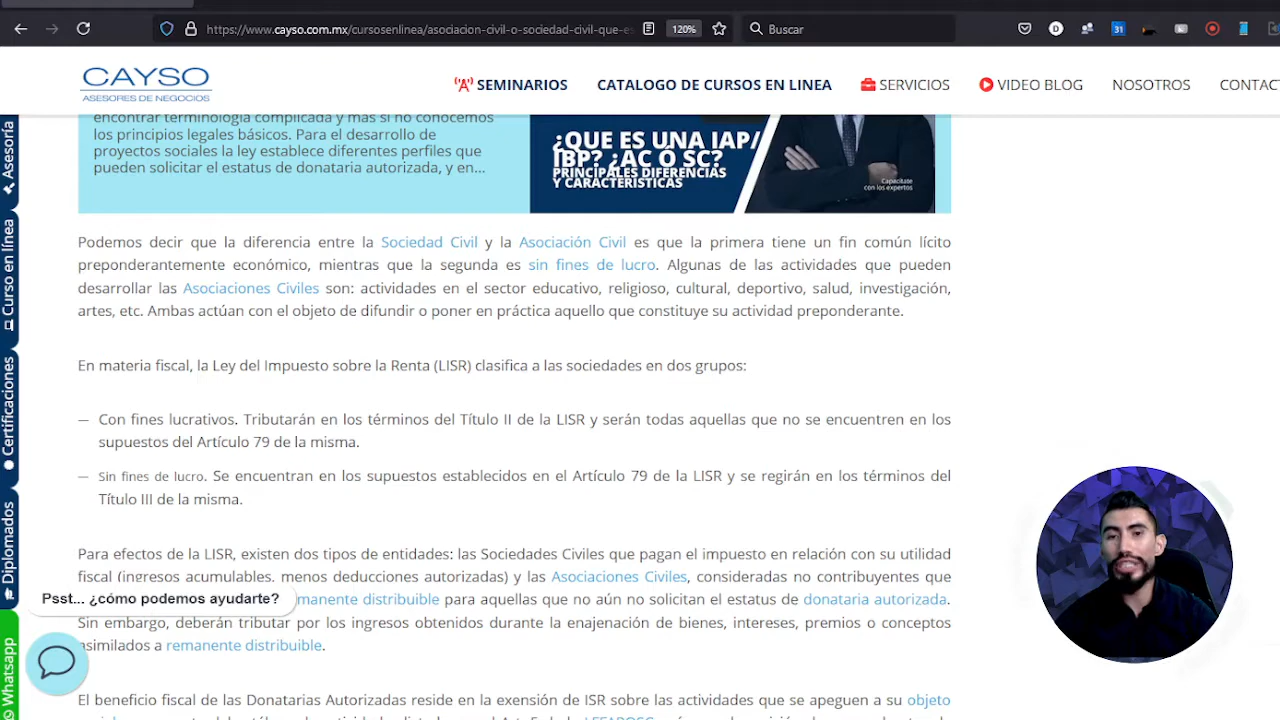 https://www.cayso.com.mx/cursosenlinea/asociacion-civil-o-sociedad-civil-que-es
120%
Buscar
CAYSO
ASESORES DE NEGOCIOS
SEMINARIOS
CATALOGO DE CURSOS EN LINEA
SERVICIOS
VIDEO BLOG
NOSOTROS
CONTAC
Asesoría
Curso en línea
Certificaciones
Diplomados
Whatsapp
encontrar terminología complicada y más si no conocemos
los principios legales básicos. Para el desarrollo de
proyectos sociales la ley establece diferentes perfiles que
pueden solicitar el estatus de donataria autorizada, y en...
¿QUE ES UNA IAP/
IBP? ¿AC Ó SC?
PRINCIPALES DIFERENCIAS
Y CARACTERÍSTICAS
Capacítate
con los expertos
Podemos decir que la diferencia entre la Sociedad Civil y la Asociación Civil es que la primera tiene un fin común lícito
preponderantemente económico, mientras que la segunda es sin fines de lucro. Algunas de las actividades que pueden
desarrollar las Asociaciones Civiles son: actividades en el sector educativo, religioso, cultural, deportivo, salud, investigación,
artes, etc. Ambas actúan con el objeto de difundir o poner en práctica aquello que constituye su actividad preponderante.
En materia fiscal, la Ley del Impuesto sobre la Renta (LISR) clasifica a las sociedades en dos grupos:
— Con fines lucrativos. Tributarán en los términos del Título II de la LISR y serán todas aquellas que no se encuentren en los
supuestos del Artículo 79 de la misma.
— Sin fines de lucro. Se encuentran en los supuestos establecidos en el Artículo 79 de la LISR y se regirán en los términos del
Título III de la misma.
Para efectos de la LISR, existen dos tipos de entidades: las Sociedades Civiles que pagan el impuesto en relación con su utilidad
fiscal (ingresos acumulables, menos deducciones autorizadas) y las Asociaciones Civiles, consideradas no contribuyentes que
Psst... ¿cómo podemos ayudarte?
manente distribuible para aquellas que no aún no solicitan el estatus de donataria autorizada.
Sin embargo, deberán tributar por los ingresos obtenidos durante la enajenación de bienes, intereses, premios o conceptos
asimilados a remanente distribuible.
El beneficio fiscal de las Donatarias Autorizadas reside en la exensión de ISR sobre las actividades que se apeguen a su objeto